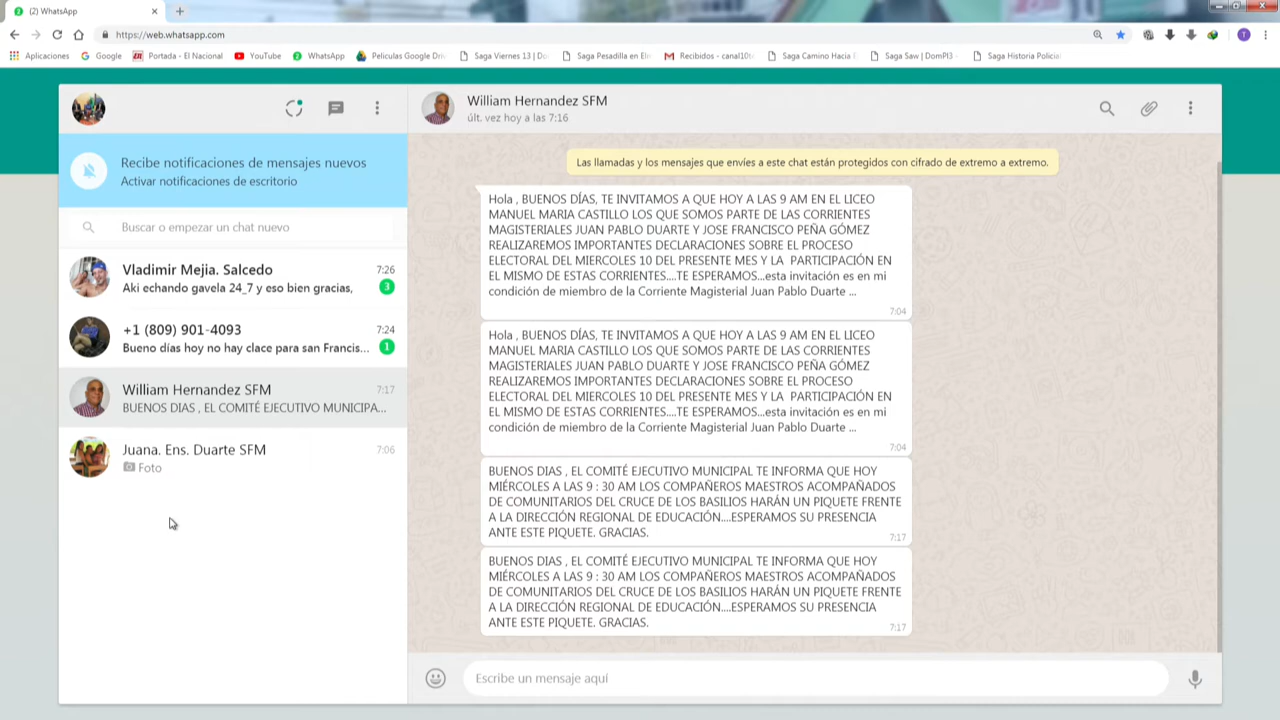 (2) WhatsApp
https://web.whatsapp.com
Aplicaciones
Google
Portada - El Nacional
YouTube
WhatsApp
Peliculas Google Driv
Saga Viernes 13 | Do
Saga Pesadilla en Elm
Recibidos - canal10t
Saga Camino Hacia E
Saga Saw | DomPl3
Saga Historia Policia
T
William Hernandez SFM
últ. vez hoy a las 7:16
Recibe notificaciones de mensajes nuevos
Activar notificaciones de escritorio
Buscar o empezar un chat nuevo
Vladimir Mejia. Salcedo 7:26
Aki echando gavela 24_7 y eso bien gracias, 3
+1 (809) 901-4093 7:24
Bueno días hoy no hay clace para san Francis... 1
William Hernandez SFM 7:17
BUENOS DIAS , EL COMITÉ EJECUTIVO MUNICIPA...
Juana. Ens. Duarte SFM 7:06
Foto
Las llamadas y los mensajes que envíes a este chat están protegidos con cifrado de extremo a extremo.
Hola , BUENOS DÍAS, TE INVITAMOS A QUE HOY A LAS 9 AM EN EL LICEO
MANUEL MARIA CASTILLO LOS QUE SOMOS PARTE DE LAS CORRIENTES
MAGISTERIALES JUAN PABLO DUARTE Y JOSE FRANCISCO PEÑA GÓMEZ
REALIZAREMOS IMPORTANTES DECLARACIONES SOBRE EL PROCESO
ELECTORAL DEL MIERCOLES 10 DEL PRESENTE MES Y LA PARTICIPACIÓN EN
EL MISMO DE ESTAS CORRIENTES....TE ESPERAMOS...esta invitación es en mi
condición de miembro de la Corriente Magisterial Juan Pablo Duarte ...
7:04
Hola , BUENOS DÍAS, TE INVITAMOS A QUE HOY A LAS 9 AM EN EL LICEO
MANUEL MARIA CASTILLO LOS QUE SOMOS PARTE DE LAS CORRIENTES
MAGISTERIALES JUAN PABLO DUARTE Y JOSE FRANCISCO PEÑA GÓMEZ
REALIZAREMOS IMPORTANTES DECLARACIONES SOBRE EL PROCESO
ELECTORAL DEL MIERCOLES 10 DEL PRESENTE MES Y LA PARTICIPACIÓN EN
EL MISMO DE ESTAS CORRIENTES....TE ESPERAMOS...esta invitación es en mi
condición de miembro de la Corriente Magisterial Juan Pablo Duarte ...
7:04
BUENOS DIAS , EL COMITÉ EJECUTIVO MUNICIPAL TE INFORMA QUE HOY
MIÉRCOLES A LAS 9 : 30 AM LOS COMPAÑEROS MAESTROS ACOMPAÑADOS
DE COMUNITARIOS DEL CRUCE DE LOS BASILIOS HARÁN UN PIQUETE FRENTE
A LA DIRECCIÓN REGIONAL DE EDUCACIÓN....ESPERAMOS SU PRESENCIA
ANTE ESTE PIQUETE. GRACIAS.
7:17
BUENOS DIAS , EL COMITÉ EJECUTIVO MUNICIPAL TE INFORMA QUE HOY
MIÉRCOLES A LAS 9 : 30 AM LOS COMPAÑEROS MAESTROS ACOMPAÑADOS
DE COMUNITARIOS DEL CRUCE DE LOS BASILIOS HARÁN UN PIQUETE FRENTE
A LA DIRECCIÓN REGIONAL DE EDUCACIÓN....ESPERAMOS SU PRESENCIA
ANTE ESTE PIQUETE. GRACIAS.
7:17
Escribe un mensaje aquí